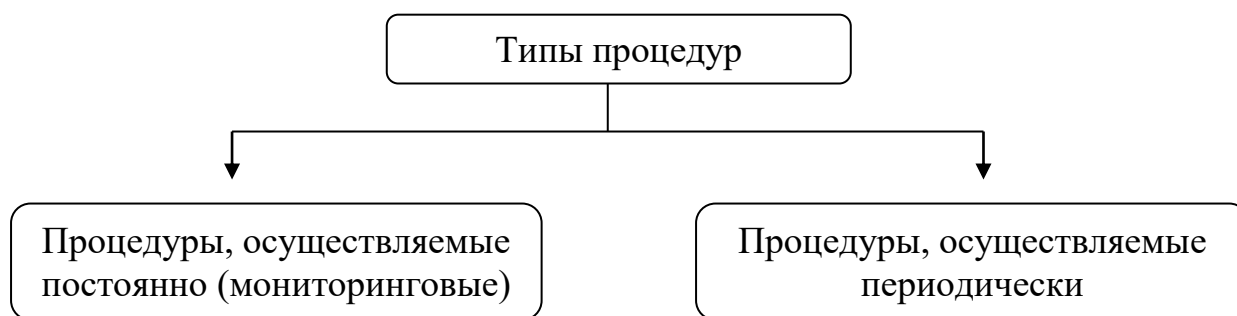 Типы процедур
Процедуры, осуществляемые
постоянно (мониторинговые)
Процедуры, осуществляемые
периодически